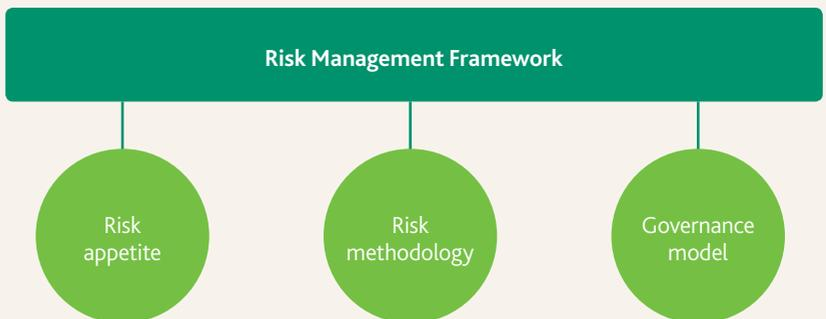 Risk Management Framework
Risk
appetite
Risk
methodology
Governance
model